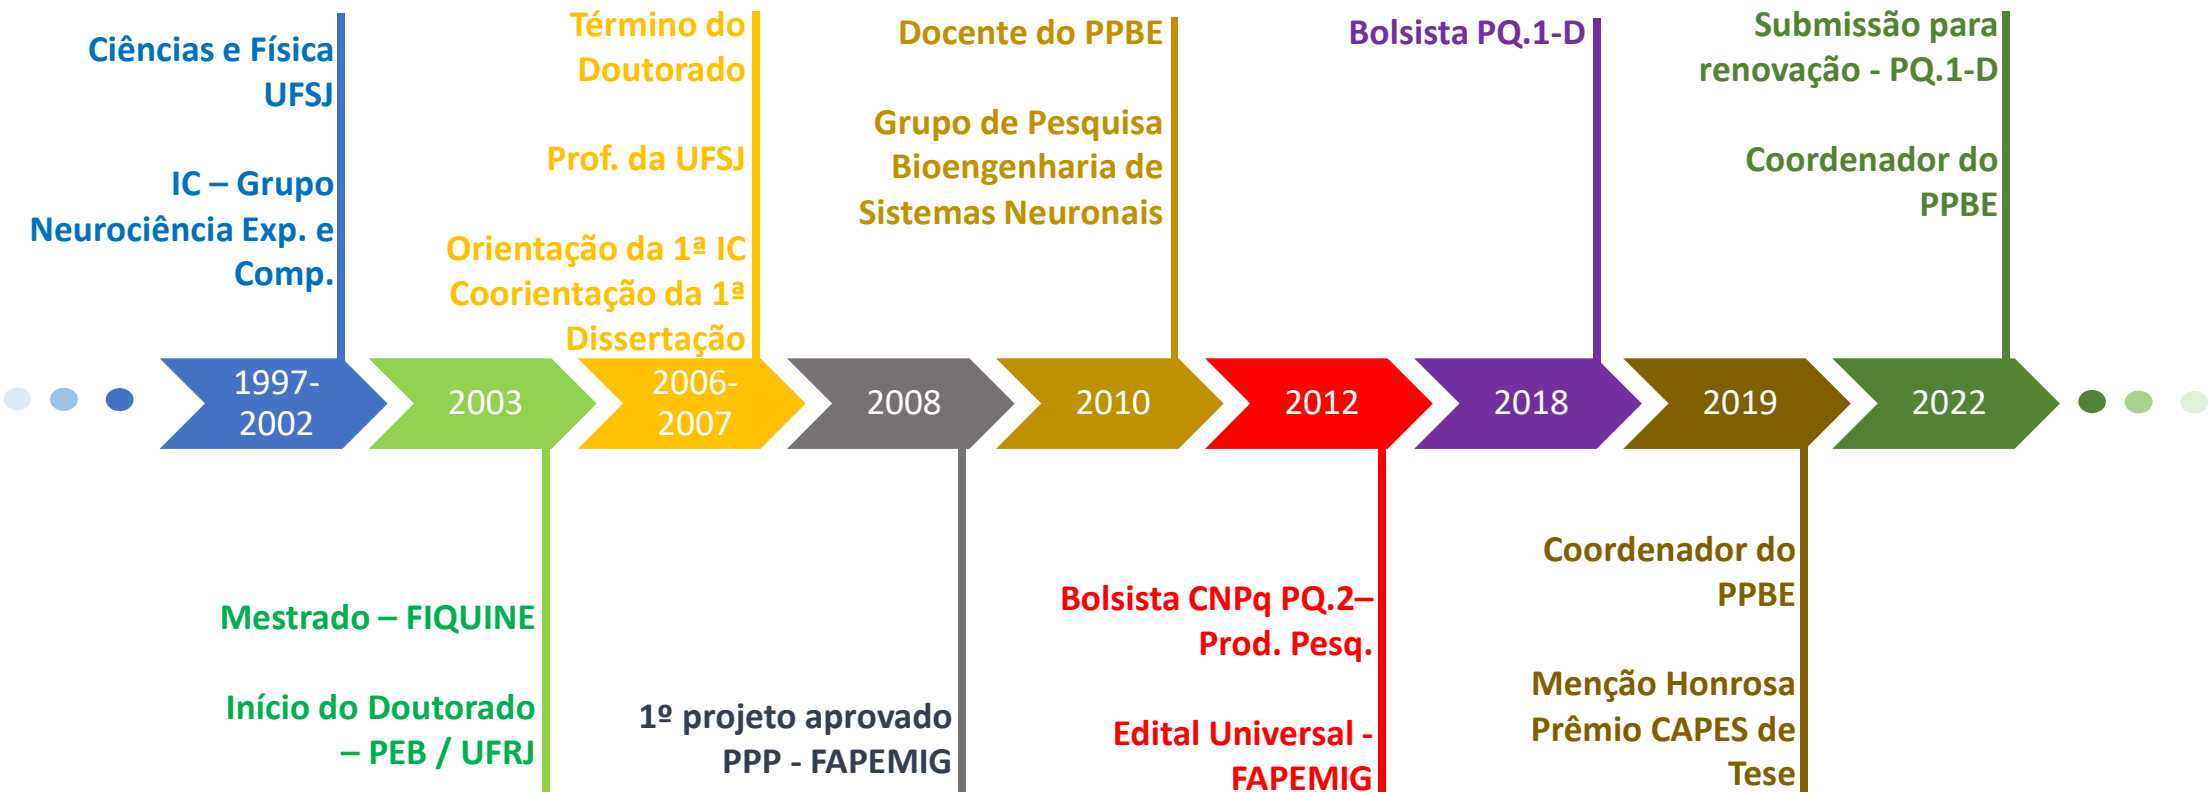 Ciências e Física
UFSJ
IC – Grupo
Neurociência Exp. e
Comp.
Término do
Doutorado
Prof. da UFSJ
Orientação da 1ª IC
Coorientação da 1ª
Dissertação
Docente do PPBE
Grupo de Pesquisa
Bioengenharia de
Sistemas Neuronais
Bolsista PQ.1-D
Submissão para
renovação - PQ.1-D
Coordenador do
PPBE
1997-
2002
2003
2006-
2007
2008
2010
2012
2018
2019
2022
Mestrado – FIQUINE
Início do Doutorado
– PEB / UFRJ
1º projeto aprovado
PPP - FAPEMIG
Bolsista CNPq PQ.2–
Prod. Pesq.
Edital Universal -
FAPEMIG
Coordenador do
PPBE
Menção Honrosa
Prêmio CAPES de
Tese